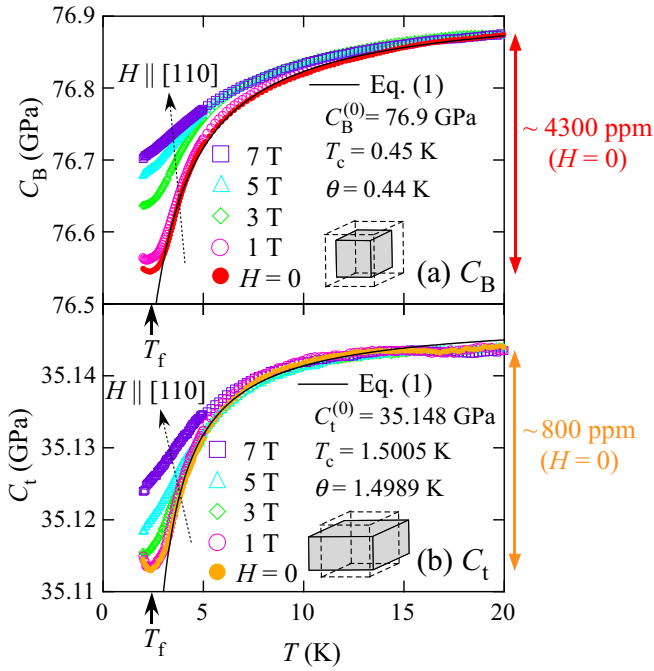 76.9
76.8
76.7
76.6
76.5
C_B (GPa)
H || [110]
Eq. (1)
C_B^(0) = 76.9 GPa
T_c = 0.45 K
θ = 0.44 K
7 T
5 T
3 T
1 T
H = 0
(a) C_B
~ 4300 ppm
(H = 0)
T_f
35.14
35.13
35.12
35.11
C_t (GPa)
H || [110]
Eq. (1)
C_t^(0) = 35.148 GPa
T_c = 1.5005 K
θ = 1.4989 K
7 T
5 T
3 T
1 T
H = 0
(b) C_t
~ 800 ppm
(H = 0)
0 5 10 15 20
T_f
T (K)